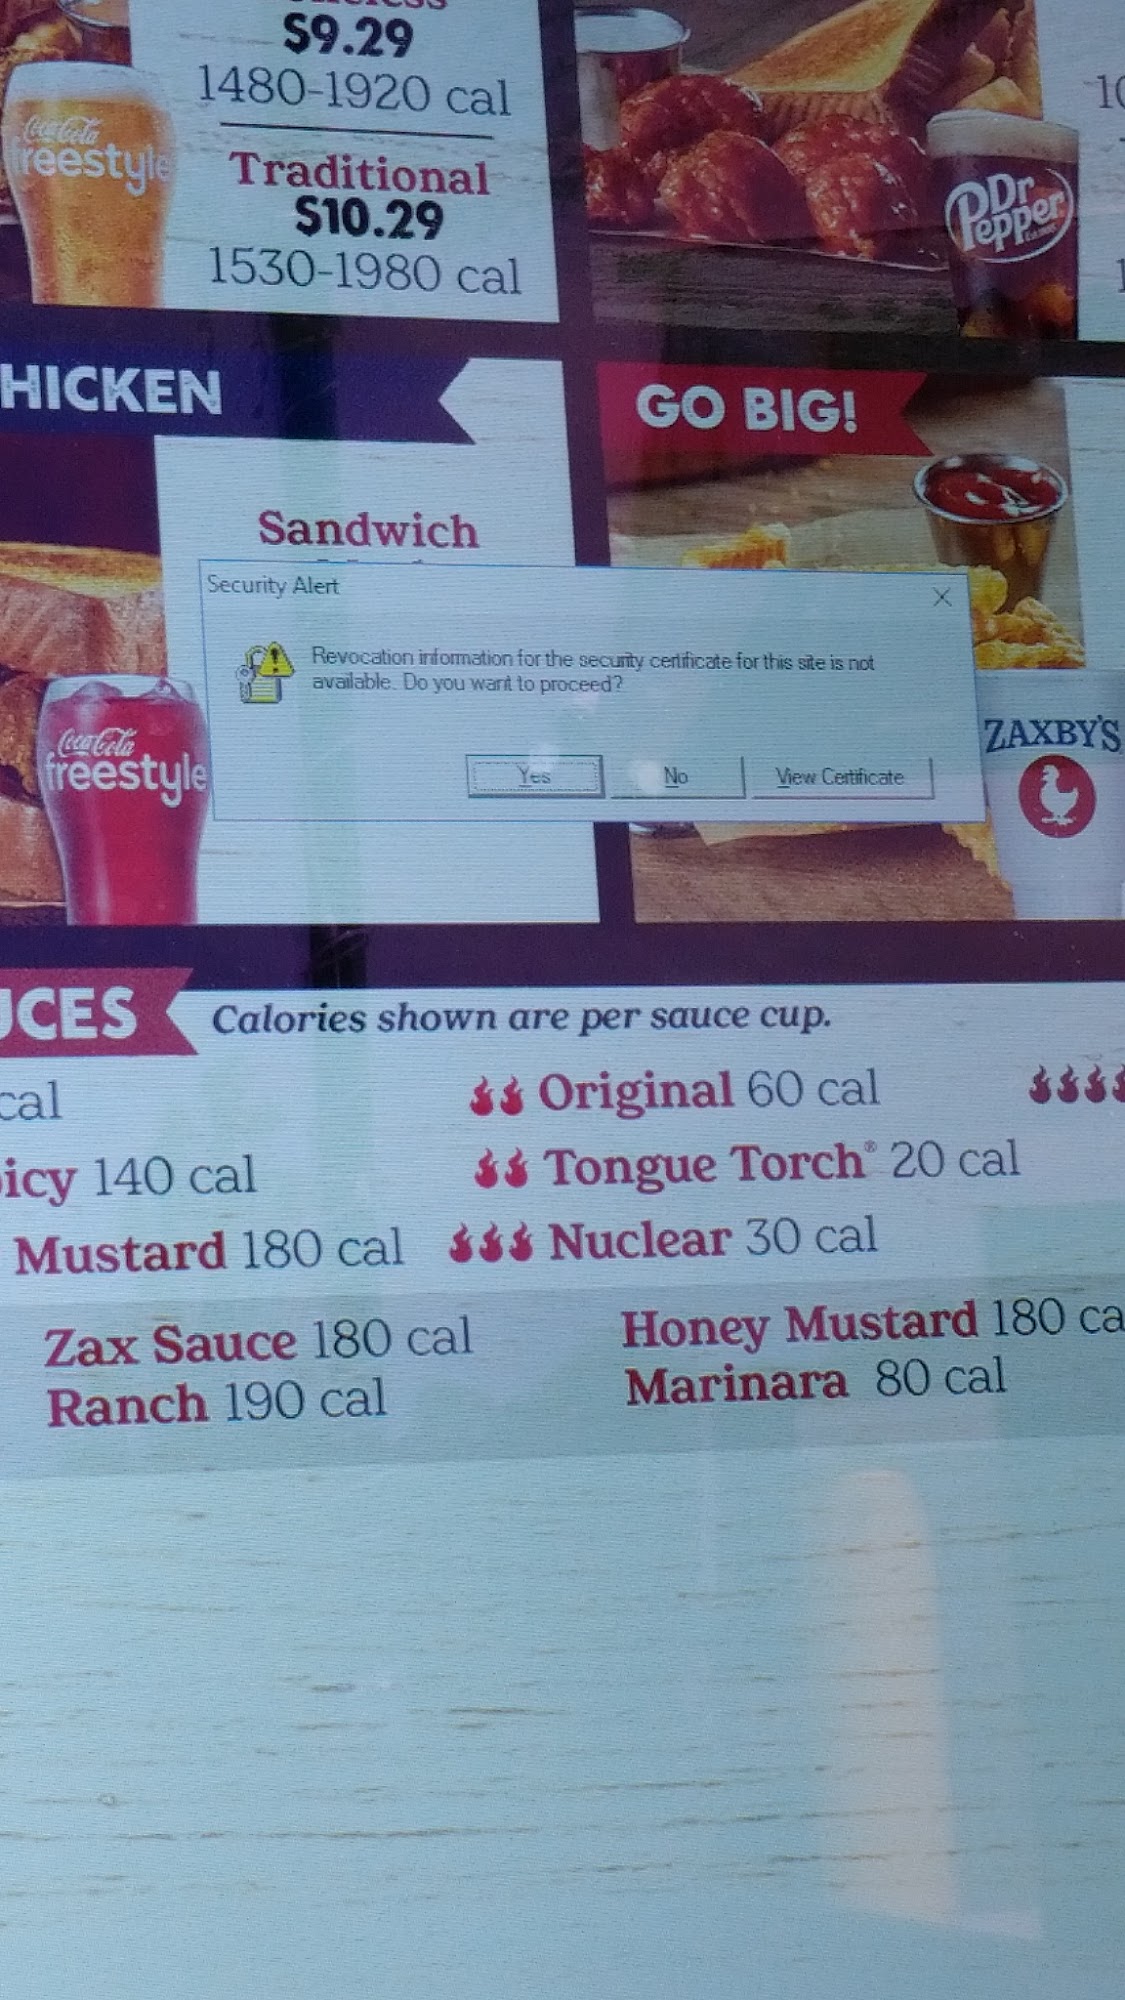 $9.29
1480-1920 cal
Coca-Cola
freestyle
Traditional
$10.29
1530-1980 cal
Dr
Pepper
HICKEN
GO BIG!
Sandwich
Security Alert
Revocation information for the security certificate for this site is not
available. Do you want to proceed?
Yes No View Certificate
Coca-Cola
freestyle
ZAXBY'S
UCES Calories shown are per sauce cup.
cal
Original 60 cal
icy 140 cal
Tongue Torch® 20 cal
Mustard 180 cal
Nuclear 30 cal
Zax Sauce 180 cal
Ranch 190 cal
Honey Mustard 180 ca
Marinara 80 cal